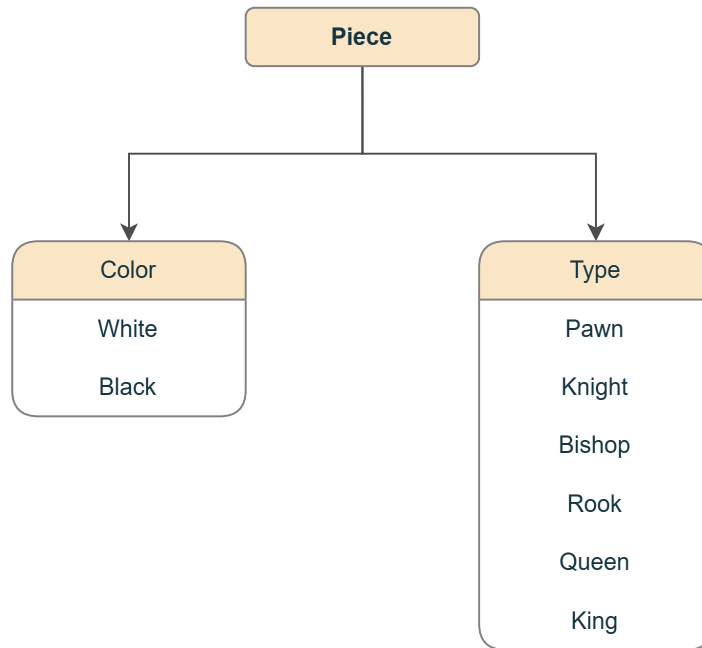 Piece
Color
White
Black
Type
Pawn
Knight
Bishop
Rook
Queen
King